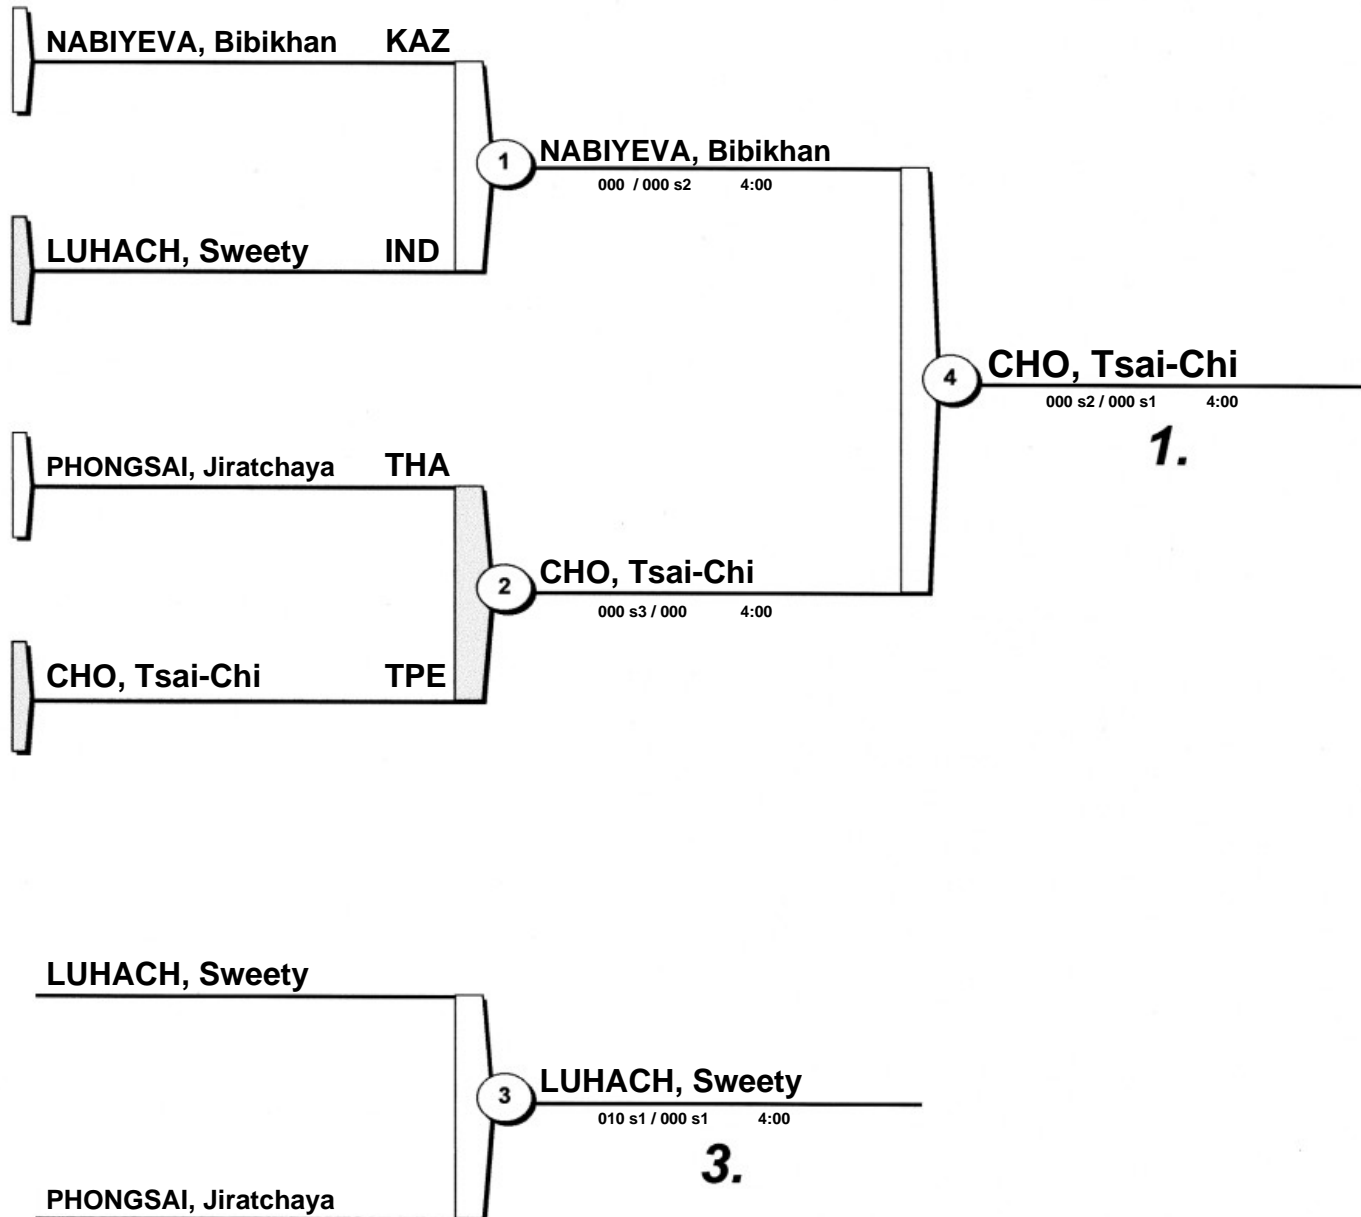 NABIYEVA, Bibikhan KAZ
1 NABIYEVA, Bibikhan
000 / 000 s2 4:00
LUHACH, Sweety IND
4 CHO, Tsai-Chi
000 s2 / 000 s1 4:00
1.
PHONGSAI, Jiratchaya THA
2 CHO, Tsai-Chi
000 s3 / 000 4:00
CHO, Tsai-Chi TPE
LUHACH, Sweety
3 LUHACH, Sweety
010 s1 / 000 s1 4:00
3.
PHONGSAI, Jiratchaya